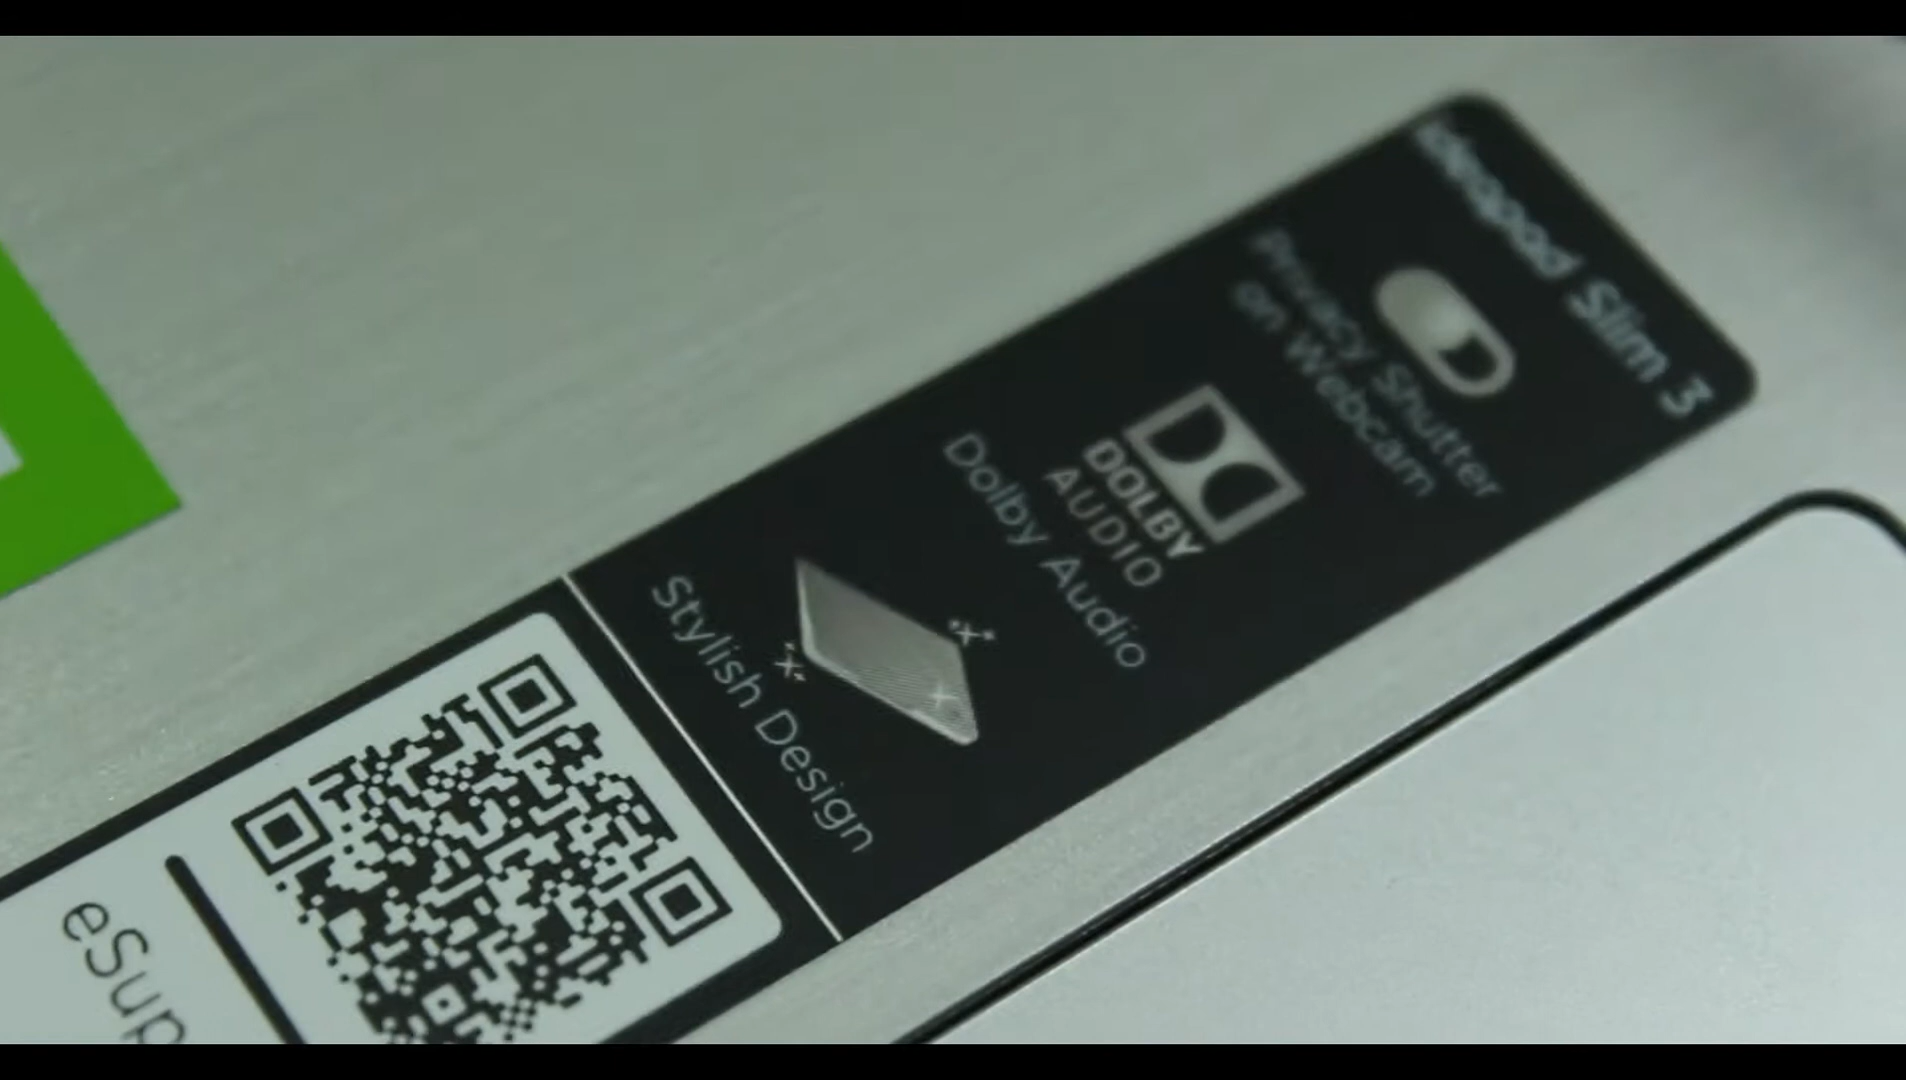 ideapad Slim 3
Privacy Shutter
on Webcam
DOLBY
AUDIO
Dolby Audio
Stylish Design
eSup